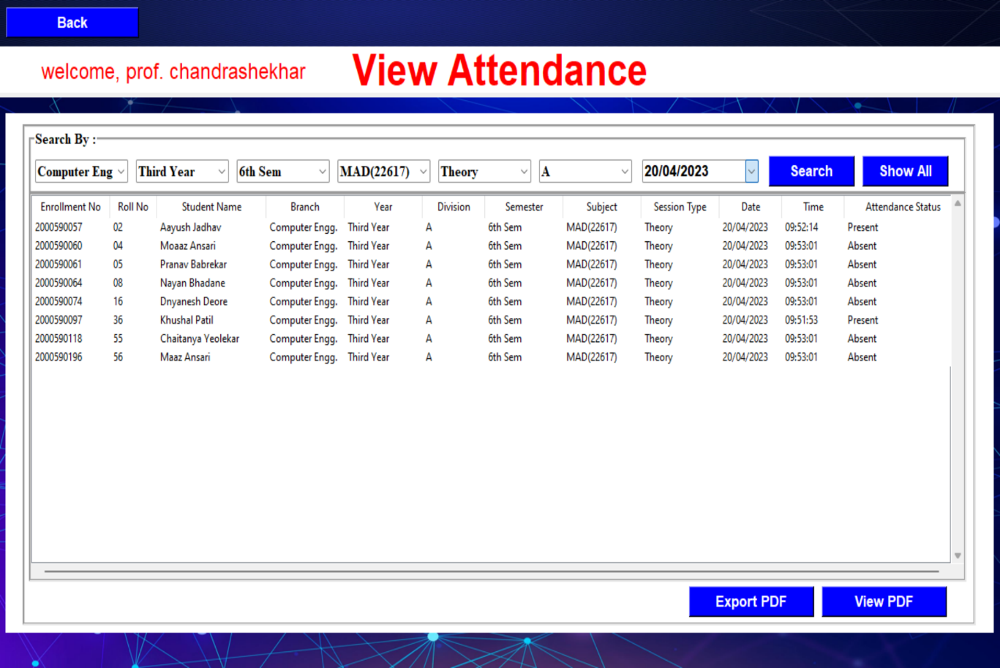 Back
welcome, prof. chandrashekhar View Attendance
Search By :
Computer Eng Third Year 6th Sem MAD(22617) Theory A 20/04/2023 Search Show All
Enrollment No Roll No Student Name Branch Year Division Semester Subject Session Type Date Time Attendance Status
2000590057 02 Aayush Jadhav Computer Engg. Third Year A 6th Sem MAD(22617) Theory 20/04/2023 09:52:14 Present
2000590060 04 Moaaz Ansari Computer Engg. Third Year A 6th Sem MAD(22617) Theory 20/04/2023 09:53:01 Absent
2000590061 05 Pranav Babrekar Computer Engg. Third Year A 6th Sem MAD(22617) Theory 20/04/2023 09:53:01 Absent
2000590064 08 Nayan Bhadane Computer Engg. Third Year A 6th Sem MAD(22617) Theory 20/04/2023 09:53:01 Absent
2000590074 16 Dnyanesh Deore Computer Engg. Third Year A 6th Sem MAD(22617) Theory 20/04/2023 09:53:01 Absent
2000590097 36 Khushal Patil Computer Engg. Third Year A 6th Sem MAD(22617) Theory 20/04/2023 09:51:53 Present
2000590118 55 Chaitanya Yeolekar Computer Engg. Third Year A 6th Sem MAD(22617) Theory 20/04/2023 09:53:01 Absent
2000590196 56 Maaz Ansari Computer Engg. Third Year A 6th Sem MAD(22617) Theory 20/04/2023 09:53:01 Absent
Export PDF View PDF